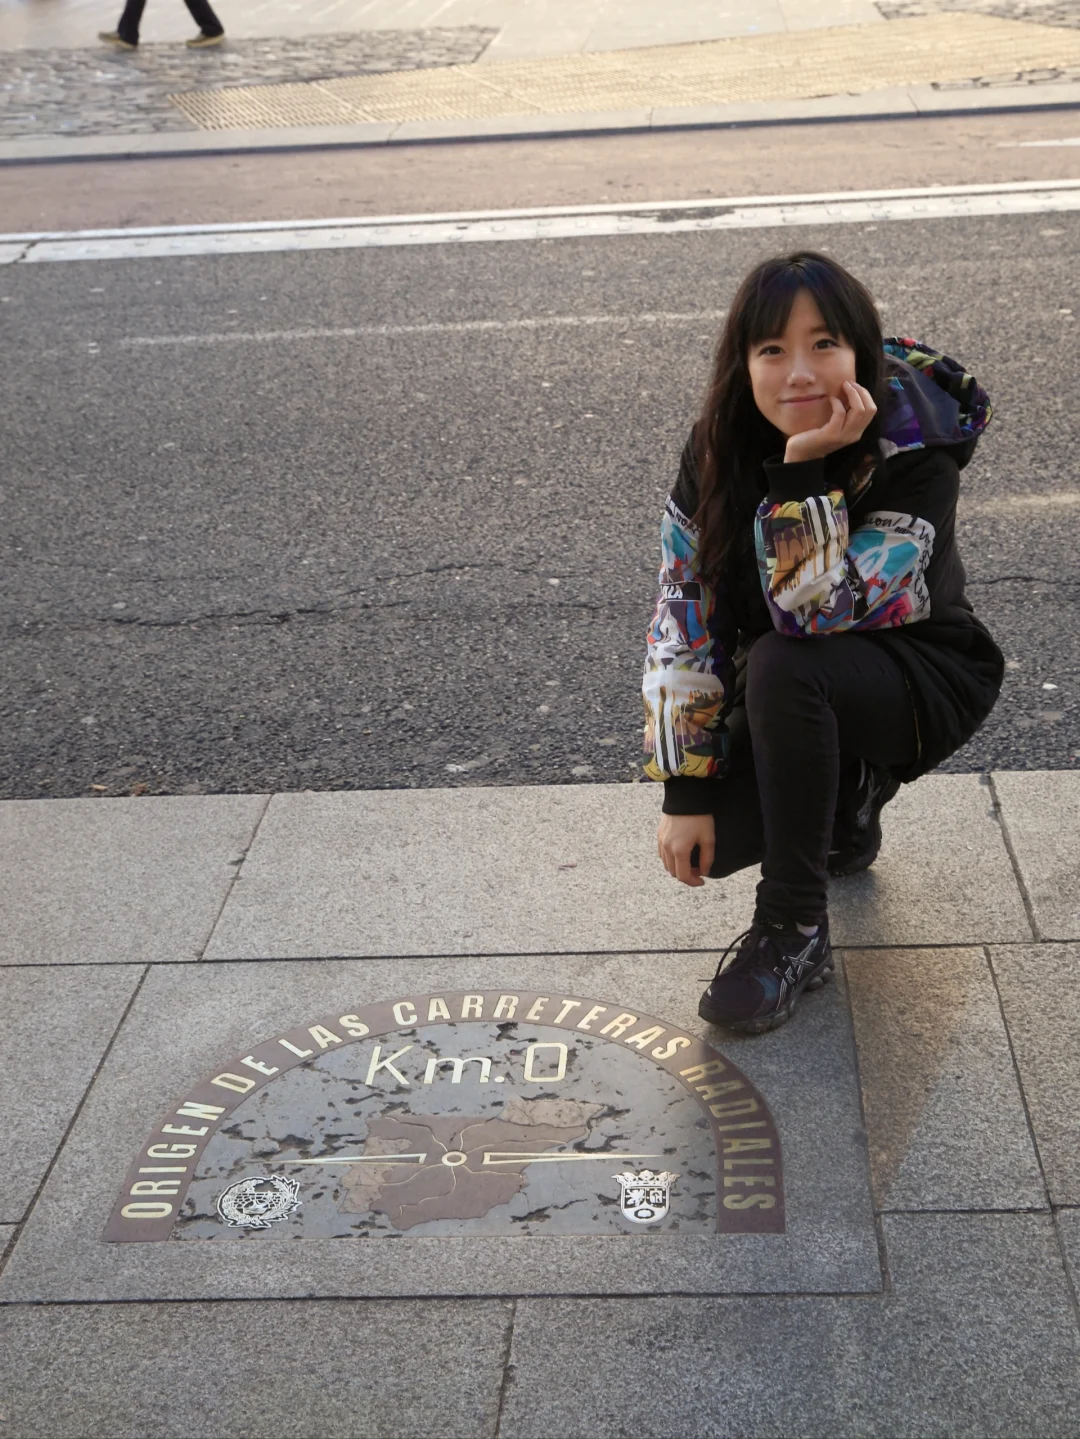 ORIGEN DE LAS CARRETERAS RADIALES
Km. 0